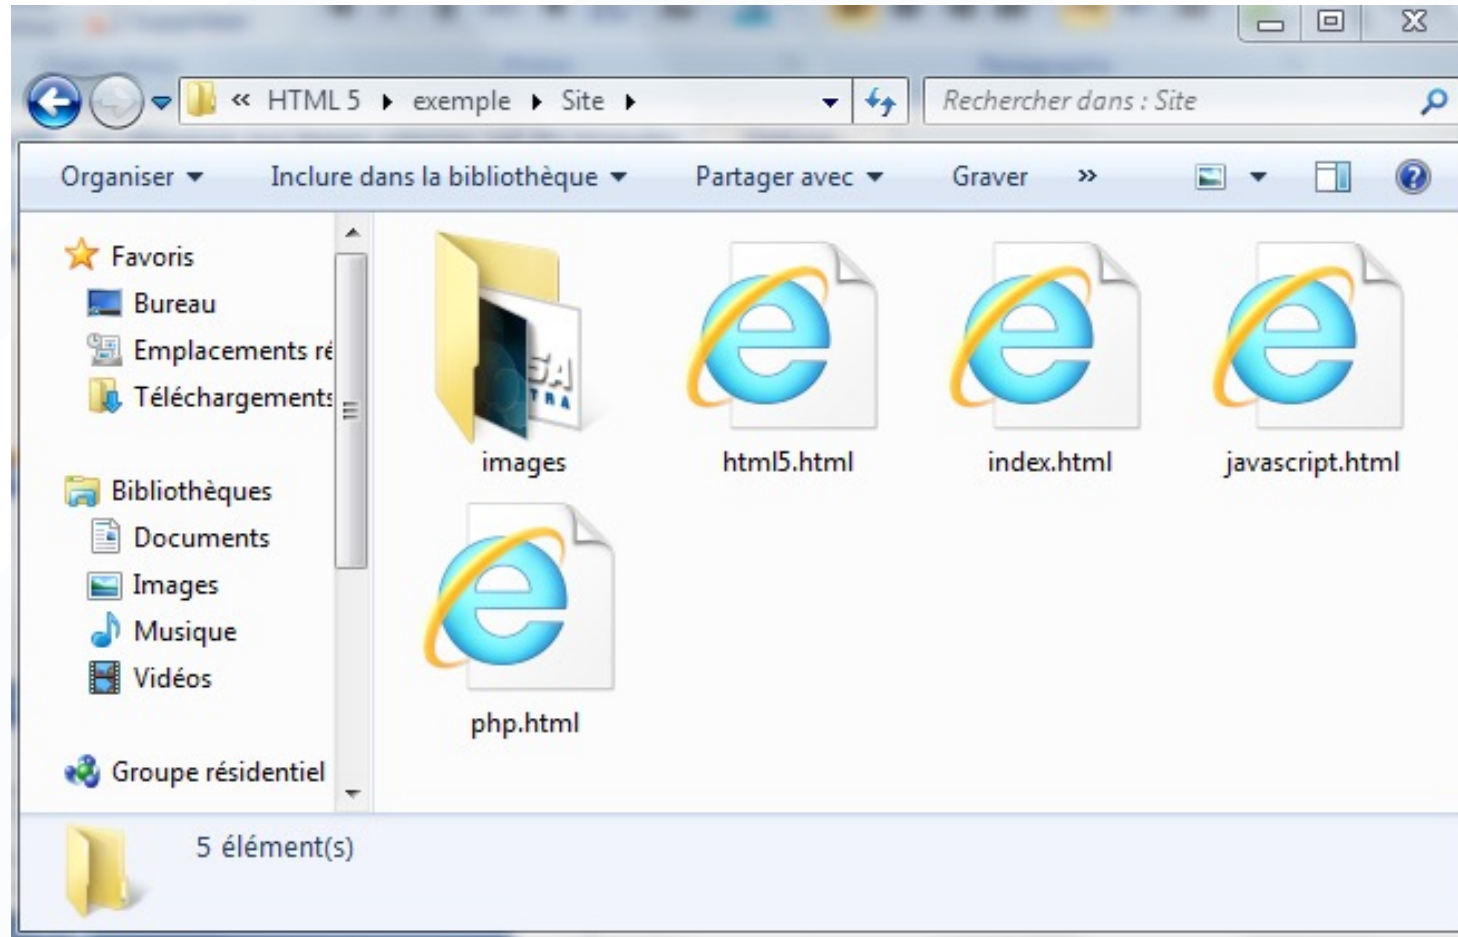 « HTML 5 ▸ exemple ▸ Site ▸ Rechercher dans : Site
Organiser Inclure dans la bibliothèque Partager avec Graver »
Favoris
Bureau
Emplacements ré
Téléchargements
Bibliothèques
Documents
Images
Musique
Vidéos
Groupe résidentiel
images html5.html index.html javascript.html
php.html
5 élément(s)